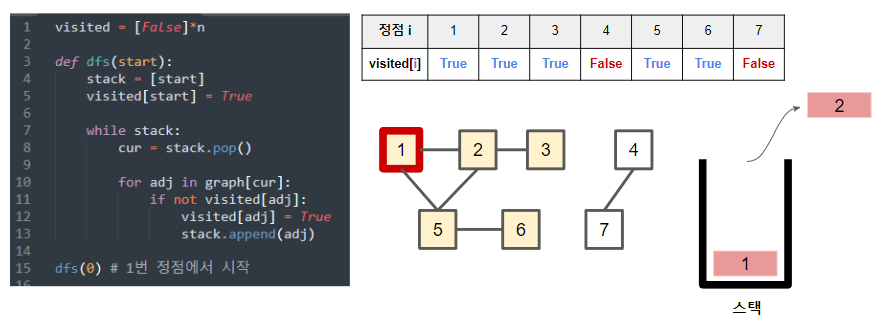 1 visited = [False]*n
2
3 def dfs(start):
4     stack = [start]
5     visited[start] = True
6
7     while stack:
8         cur = stack.pop()
9
10         for adj in graph[cur]:
11             if not visited[adj]:
12                 visited[adj] = True
13                 stack.append(adj)
14
15 dfs(0) # 1번 정점에서 시작
16
정점 i 1 2 3 4 5 6 7
visited[i] True True True False True True False
2
1 2 3 4
5 6 7
1
스택